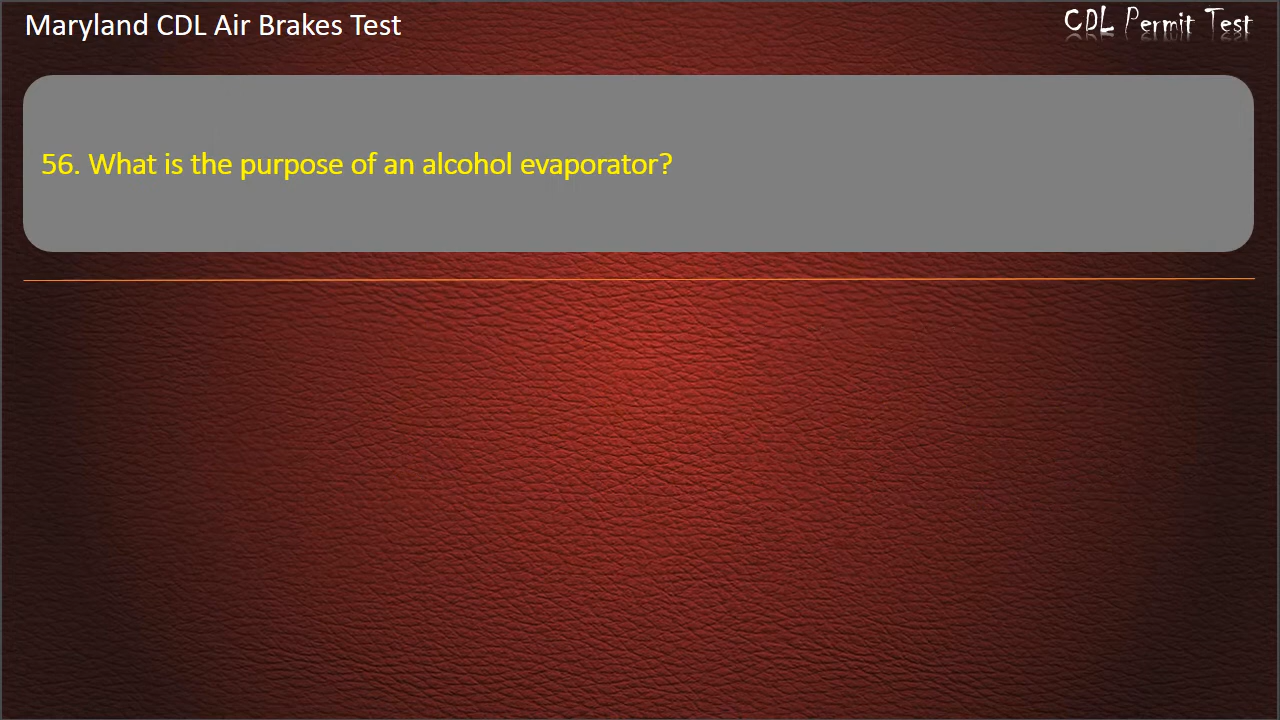 Maryland CDL Air Brakes Test
CDL Permit Test
56. What is the purpose of an alcohol evaporator?